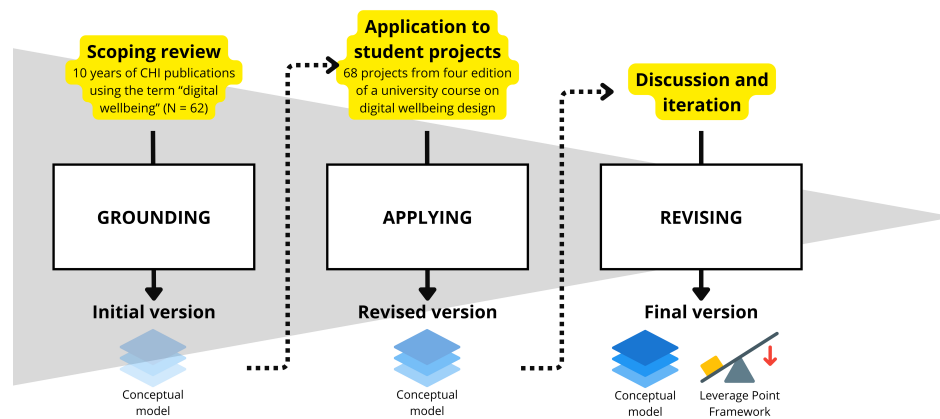 Scoping review
10 years of CHI publications
using the term “digital
wellbeing” (N = 62)
GROUNDING
Initial version
Conceptual
model
Application to
student projects
68 projects from four edition
of a university course on
digital wellbeing design
APPLYING
Revised version
Conceptual
model
Discussion and
iteration
REVISING
Final version
Conceptual
model
Leverage Point
Framework